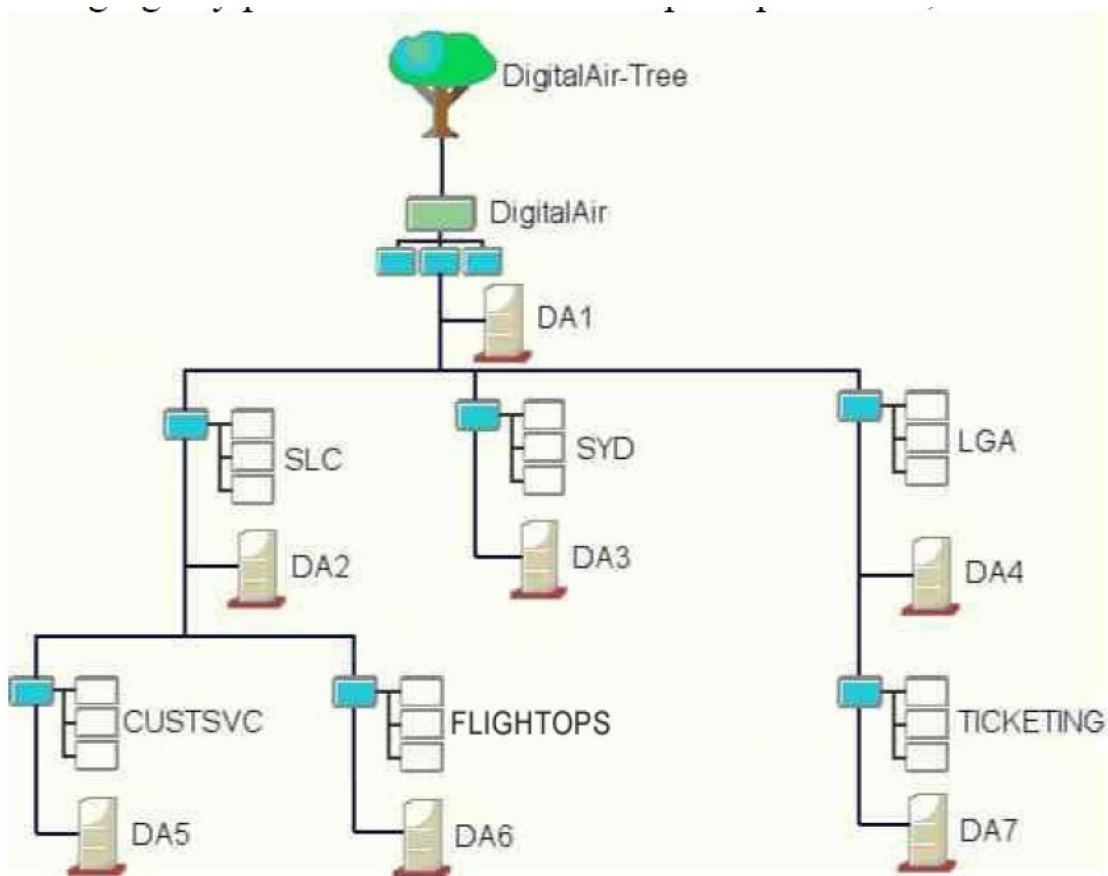 DigitalAir-Tree
DigitalAir
DA1
SLC
SYD
LGA
DA2
DA3
DA4
CUSTSVC
FLIGHTOPS
TICKETING
DA5
DA6
DA7